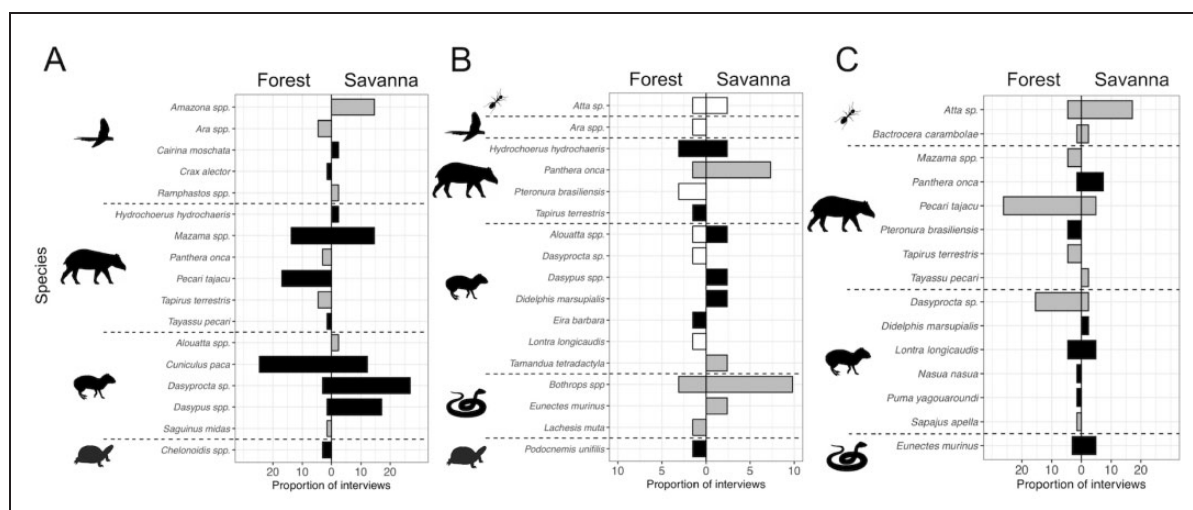 A
Forest Savanna
Species
Amazona spp.
Ara spp.
Cairina moschata
Crax alector
Ramphastos spp.
Hydrochoerus hydrochaeris
Mazama spp.
Panthera onca
Pecari tajacu
Tapirus terrestris
Tayassu pecari
Alouatta spp.
Cuniculus paca
Dasyprocta sp.
Dasypus spp.
Saguinus midas
Chelonoidis spp.
20 10 0 10 20
Proportion of interviews
B
Forest Savanna
Atta sp.
Ara spp.
Hydrochoerus hydrochaeris
Panthera onca
Pteronura brasiliensis
Tapirus terrestris
Alouatta spp.
Dasyprocta sp.
Dasypus spp.
Didelphis marsupialis
Eira barbara
Lontra longicaudis
Tamandua tetradactyla
Bothrops spp
Eunectes murinus
Lachesis muta
Podocnemis unifilis
10 5 0 5 10
Proportion of interviews
C
Forest Savanna
Atta sp.
Bactrocera carambolae
Mazama spp.
Panthera onca
Pecari tajacu
Pteronura brasiliensis
Tapirus terrestris
Tayassu pecari
Dasyprocta sp.
Didelphis marsupialis
Lontra longicaudis
Nasua nasua
Puma yagouaroundi
Sapajus apella
Eunectes murinus
20 10 0 10 20
Proportion of interviews